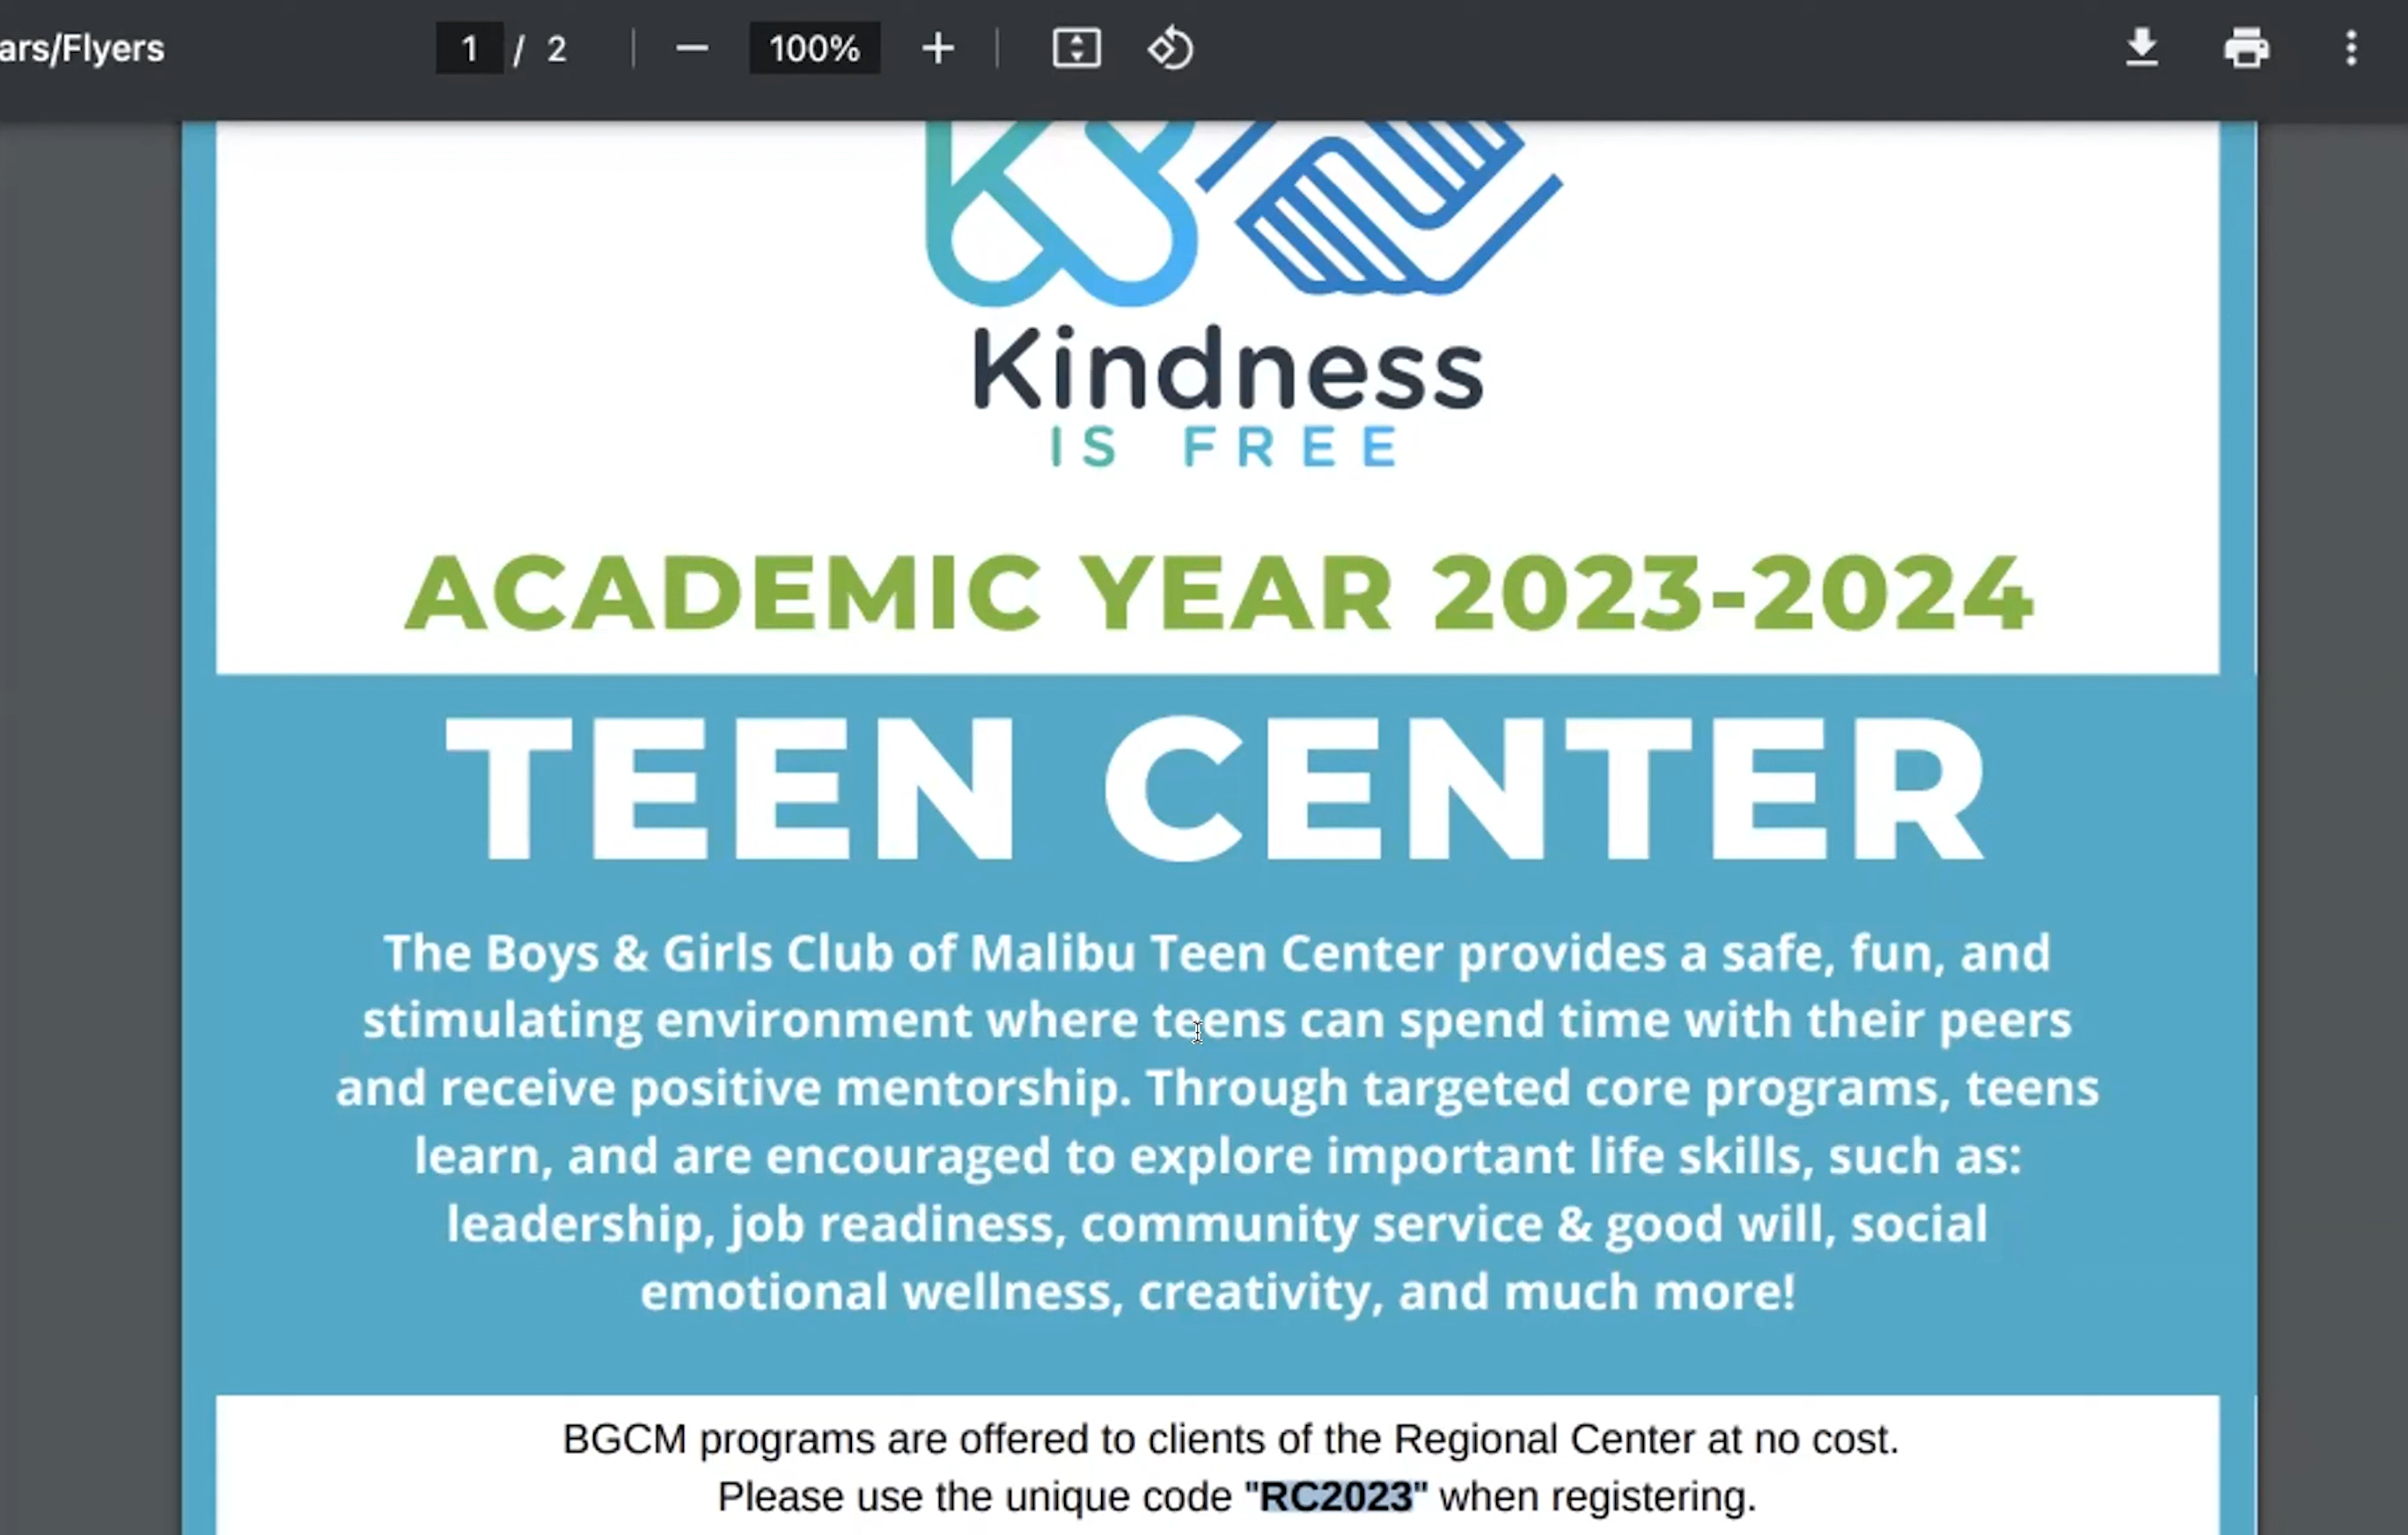 ars/Flyers
1 / 2
100%
Kindness
IS FREE
ACADEMIC YEAR 2023-2024
TEEN CENTER
The Boys & Girls Club of Malibu Teen Center provides a safe, fun, and
stimulating environment where teens can spend time with their peers
and receive positive mentorship. Through targeted core programs, teens
learn, and are encouraged to explore important life skills, such as:
leadership, job readiness, community service & good will, social
emotional wellness, creativity, and much more!
BGCM programs are offered to clients of the Regional Center at no cost.
Please use the unique code "RC2023" when registering.